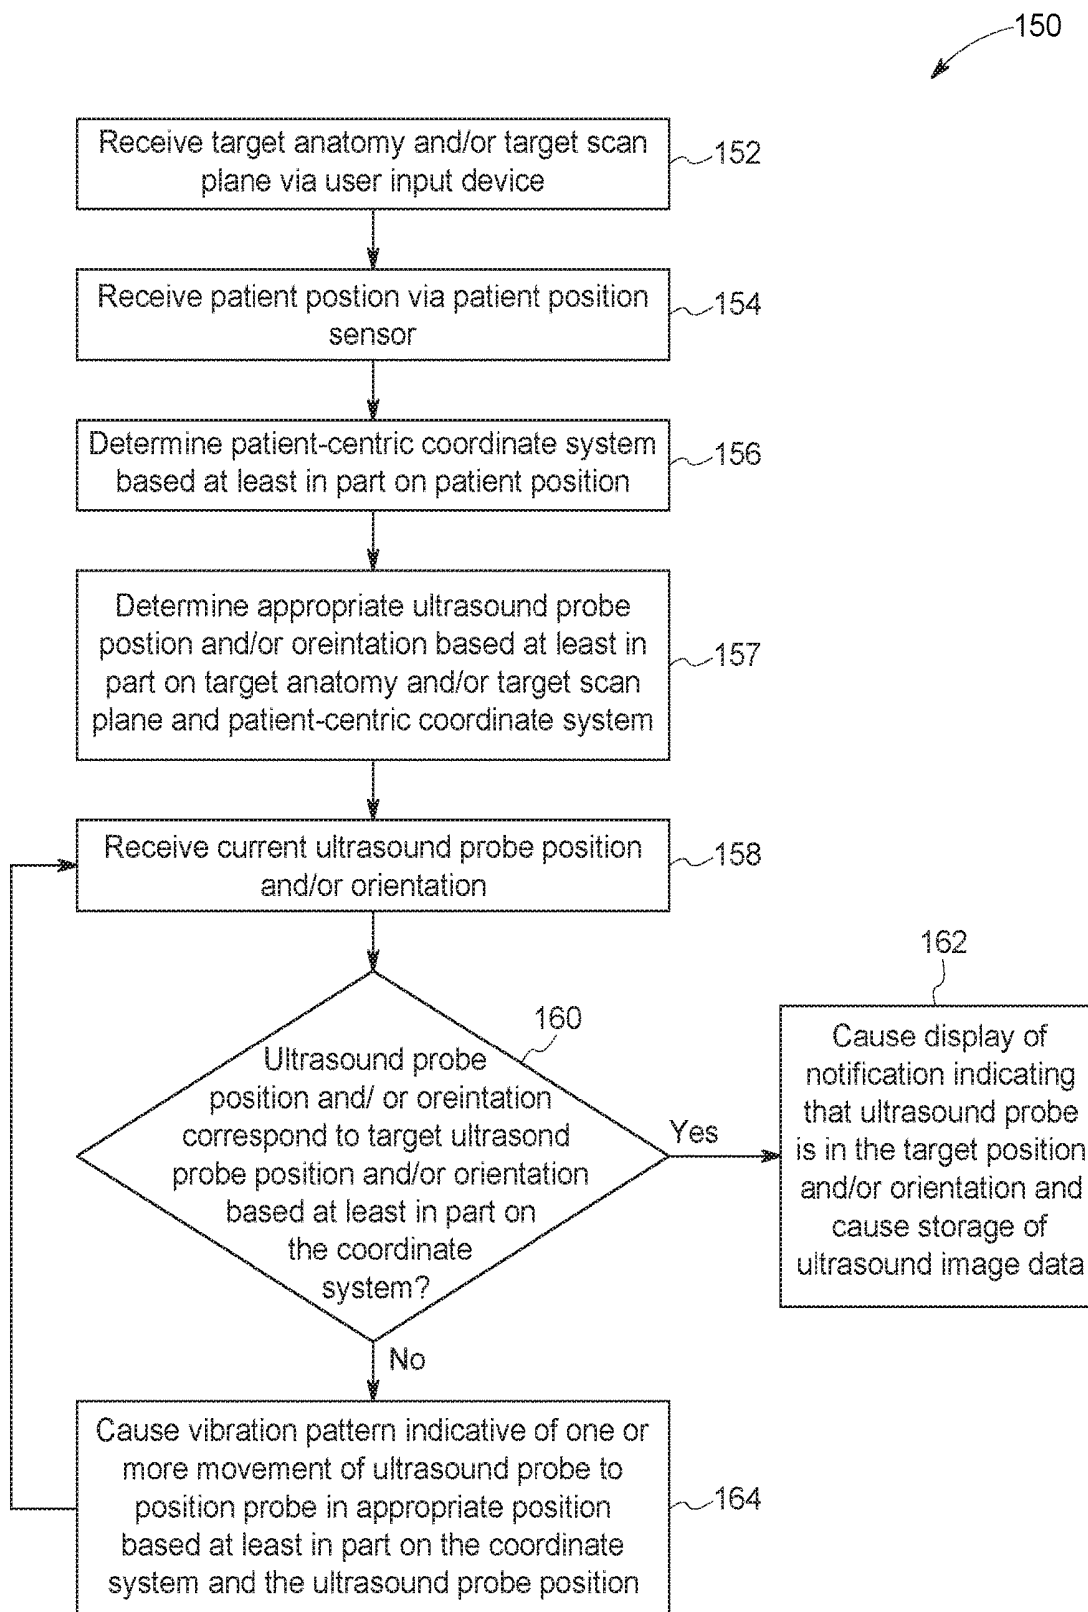 150
Receive target anatomy and/or target scan
plane via user input device
152
Receive patient postion via patient position
sensor
154
Determine patient-centric coordinate system
based at least in part on patient position
156
Determine appropriate ultrasound probe
postion and/or oreintation based at least in
part on target anatomy and/or target scan
plane and patient-centric coordinate system
157
Receive current ultrasound probe position
and/or orientation
158
160
Ultrasound probe
position and/ or oreintation
correspond to target ultrasond
probe position and/or orientation
based at least in part on
the coordinate
system?
Yes
162
Cause display of
notification indicating
that ultrasound probe
is in the target position
and/or orientation and
cause storage of
ultrasound image data
No
Cause vibration pattern indicative of one or
more movement of ultrasound probe to
position probe in appropriate position
based at least in part on the coordinate
system and the ultrasound probe position
164